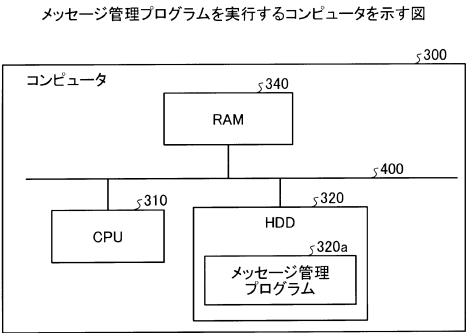 メッセージ管理プログラムを実行するコンピュータを示す図
300
コンピュータ
340
RAM
400
310
CPU
320
HDD
320a
メッセージ管理
プログラム